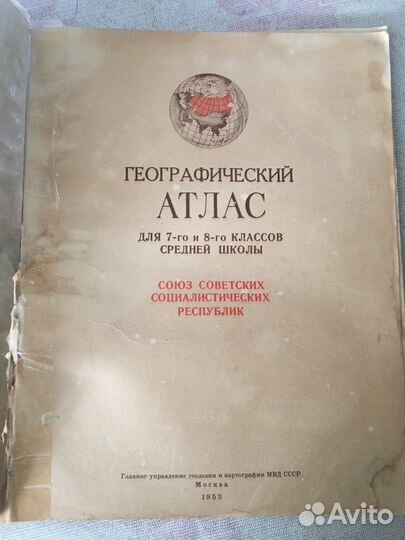 ГЕОГРАФИЧЕСКИЙ
АТЛАС
ДЛЯ 7-го и 8-го КЛАССОВ
СРЕДНЕЙ ШКОЛЫ
СОЮЗ СОВЕТСКИХ
СОЦИАЛИСТИЧЕСКИХ
РЕСПУБЛИК
Главное управление геодезии и картографии МВД СССР
Москва
1953
Avito